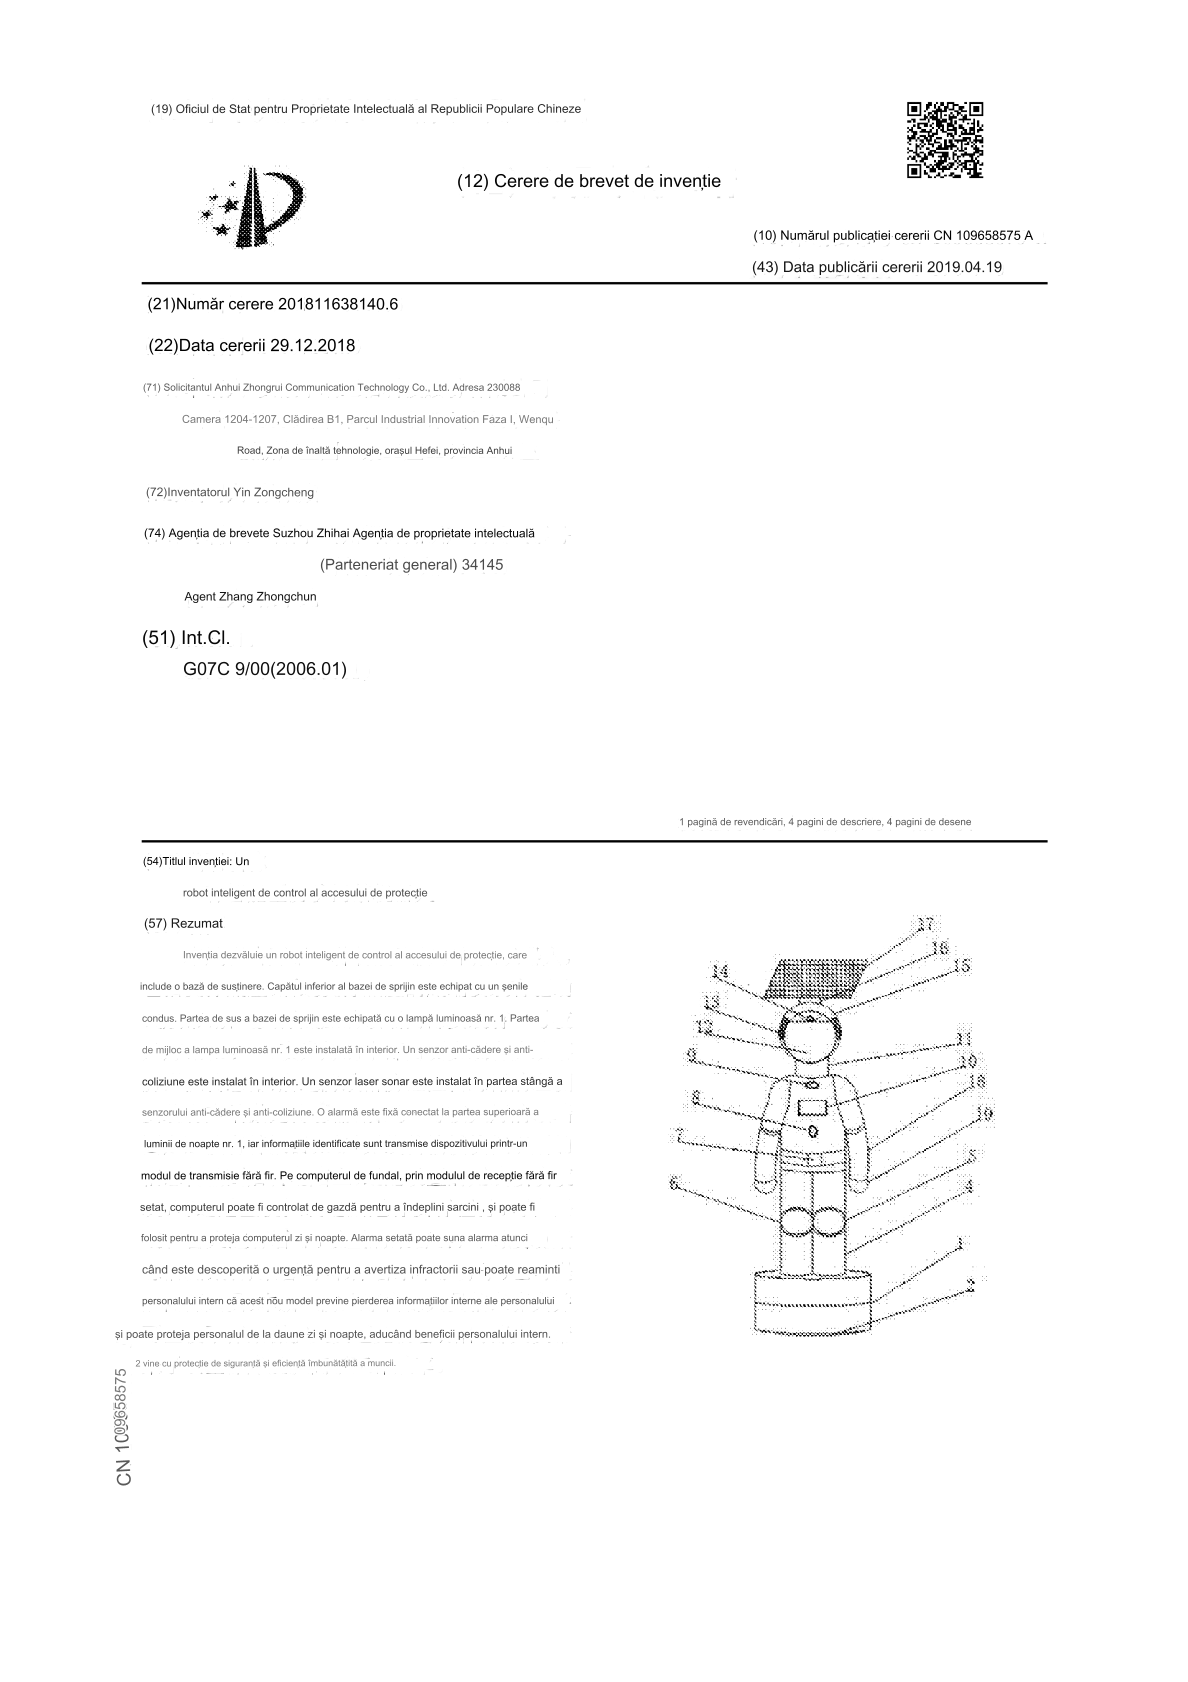 (19) Oficiul de Stat pentru Proprietate Intelectuală al Republicii Populare Chineze
(12) Cerere de brevet de invenție
(10) Numărul publicației cererii CN 109658575 A
(43) Data publicării cererii 2019.04.19
(21)Număr cerere 201811638140.6
(22)Data cererii 29.12.2018
(71) Solicitantul Anhui Zhongrui Communication Technology Co., Ltd. Adresa 230088
Camera 1204-1207, Clădirea B1, Parcul Industrial Innovation Faza I, Wenqu
Road, Zona de înaltă tehnologie, orașul Hefei, provincia Anhui
(72)Inventatorul Yin Zongcheng
(74) Agenția de brevete Suzhou Zhihai Agenția de proprietate intelectuală
(Parteneriat general) 34145
Agent Zhang Zhongchun
(51) Int.Cl.
G07C 9/00(2006.01)
1 pagină de revendicări, 4 pagini de descriere, 4 pagini de desene
(54)Titlul invenției: Un
robot inteligent de control al accesului de protecție
(57) Rezumat
Invenția dezvăluie un robot inteligent de control al accesului de protecție, care
include o bază de susținere. Capătul inferior al bazei de sprijin este echipat cu un șenile
condus. Partea de sus a bazei de sprijin este echipată cu o lampă luminoasă nr. 1. Partea
de mijloc a lampa luminoasă nr. 1 este instalată în interior. Un senzor anti-cădere și anti-
coliziune este instalat în interior. Un senzor laser sonar este instalat în partea stângă a
senzorului anti-cădere și anti-coliziune. O alarmă este fixă conectat la partea superioară a
luminii de noapte nr. 1, iar informațiile identificate sunt transmise dispozitivului printr-un
modul de transmisie fără fir. Pe computerul de fundal, prin modulul de recepție fără fir
setat, computerul poate fi controlat de gazdă pentru a îndeplini sarcini , și poate fi
folosit pentru a proteja computerul zi și noapte. Alarma setată poate suna alarma atunci
când este descoperită o urgență pentru a avertiza infractorii sau poate reaminti
personalului intern că acest nou model previne pierderea informațiilor interne ale personalului
și poate proteja personalul de la daune zi și noapte, aducând beneficii personalului intern.
2 vine cu protecție de siguranță și eficiență îmbunătățită a muncii.
CN 109658575
17
16
15
14
13
12
11
10
9
18
8
19
7
5
6
4
1
2